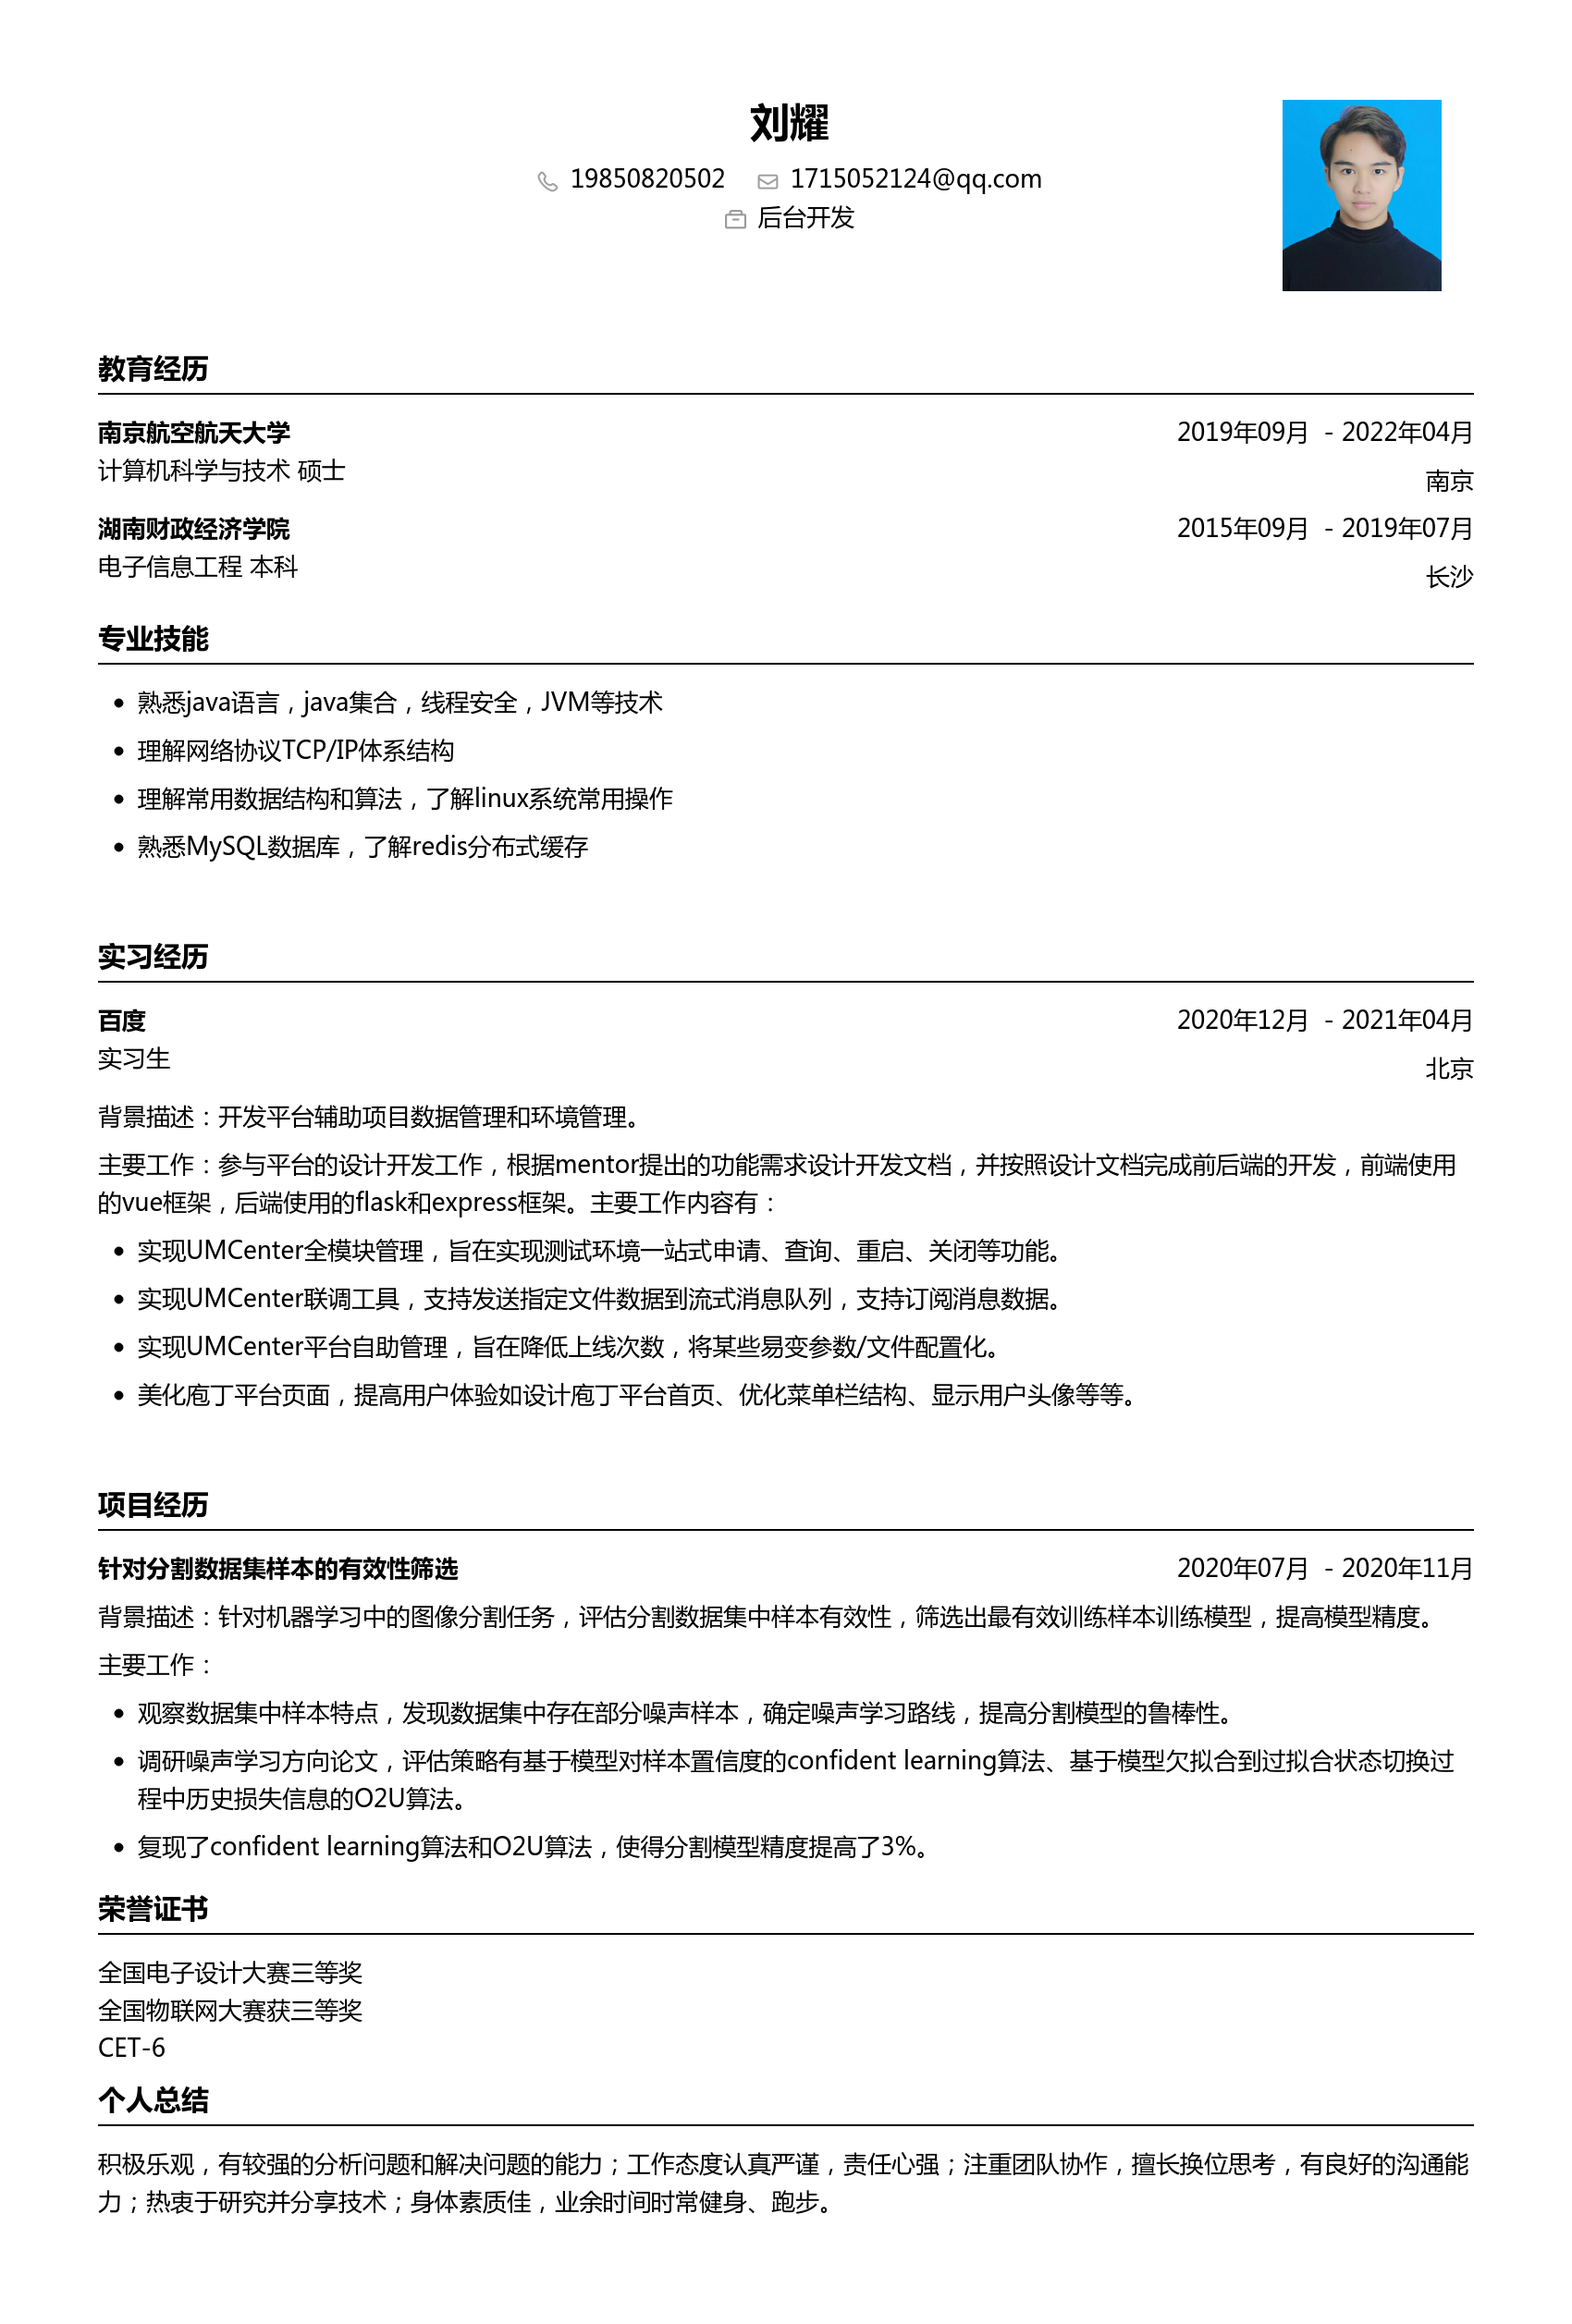 刘耀
19850820502 1715052124@qq.com
后台开发
教育经历
南京航空航天大学 2019年09月 - 2022年04月
计算机科学与技术 硕士 南京
湖南财政经济学院 2015年09月 - 2019年07月
电子信息工程 本科 长沙
专业技能
• 熟悉java语言，java集合，线程安全，JVM等技术
• 理解网络协议TCP/IP体系结构
• 理解常用数据结构和算法，了解linux系统常用操作
• 熟悉MySQL数据库，了解redis分布式缓存
实习经历
百度 2020年12月 - 2021年04月
实习生 北京
背景描述：开发平台辅助项目数据管理和环境管理。
主要工作：参与平台的设计开发工作，根据mentor提出的功能需求设计开发文档，并按照设计文档完成前后端的开发，前端使用
的vue框架，后端使用的flask和express框架。主要工作内容有：
• 实现UMCenter全模块管理，旨在实现测试环境一站式申请、查询、重启、关闭等功能。
• 实现UMCenter联调工具，支持发送指定文件数据到流式消息队列，支持订阅消息数据。
• 实现UMCenter平台自助管理，旨在降低上线次数，将某些易变参数/文件配置化。
• 美化庖丁平台页面，提高用户体验如设计庖丁平台首页、优化菜单栏结构、显示用户头像等等。
项目经历
针对分割数据集样本的有效性筛选 2020年07月 - 2020年11月
背景描述：针对机器学习中的图像分割任务，评估分割数据集中样本有效性，筛选出最有效训练样本训练模型，提高模型精度。
主要工作：
• 观察数据集中样本特点，发现数据集中存在部分噪声样本，确定噪声学习路线，提高分割模型的鲁棒性。
• 调研噪声学习方向论文，评估策略有基于模型对样本置信度的confident learning算法、基于模型欠拟合到过拟合状态切换过
程中历史损失信息的O2U算法。
• 复现了confident learning算法和O2U算法，使得分割模型精度提高了3%。
荣誉证书
全国电子设计大赛三等奖
全国物联网大赛获三等奖
CET-6
个人总结
积极乐观，有较强的分析问题和解决问题的能力；工作态度认真严谨，责任心强；注重团队协作，擅长换位思考，有良好的沟通能
力；热衷于研究并分享技术；身体素质佳，业余时间时常健身、跑步。